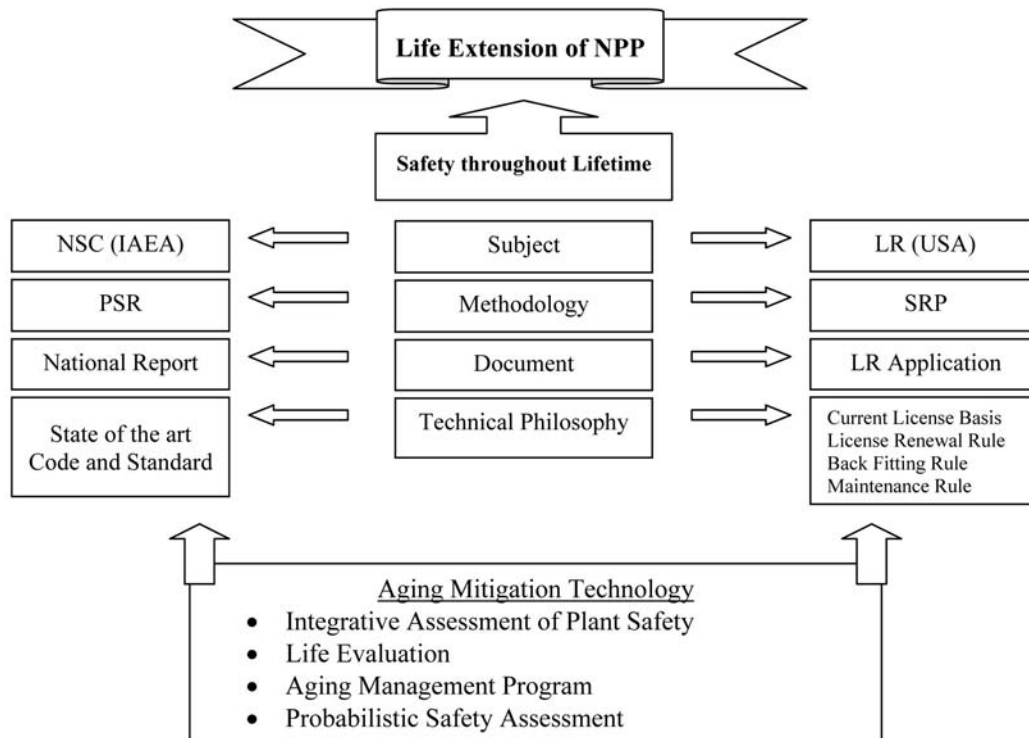 Life Extension of NPP
Safety throughout Lifetime
NSC (IAEA)
Subject
LR (USA)
PSR
Methodology
SRP
National Report
Document
LR Application
State of the art
Code and Standard
Technical Philosophy
Current License Basis
License Renewal Rule
Back Fitting Rule
Maintenance Rule
Aging Mitigation Technology
• Integrative Assessment of Plant Safety
• Life Evaluation
• Aging Management Program
• Probabilistic Safety Assessment